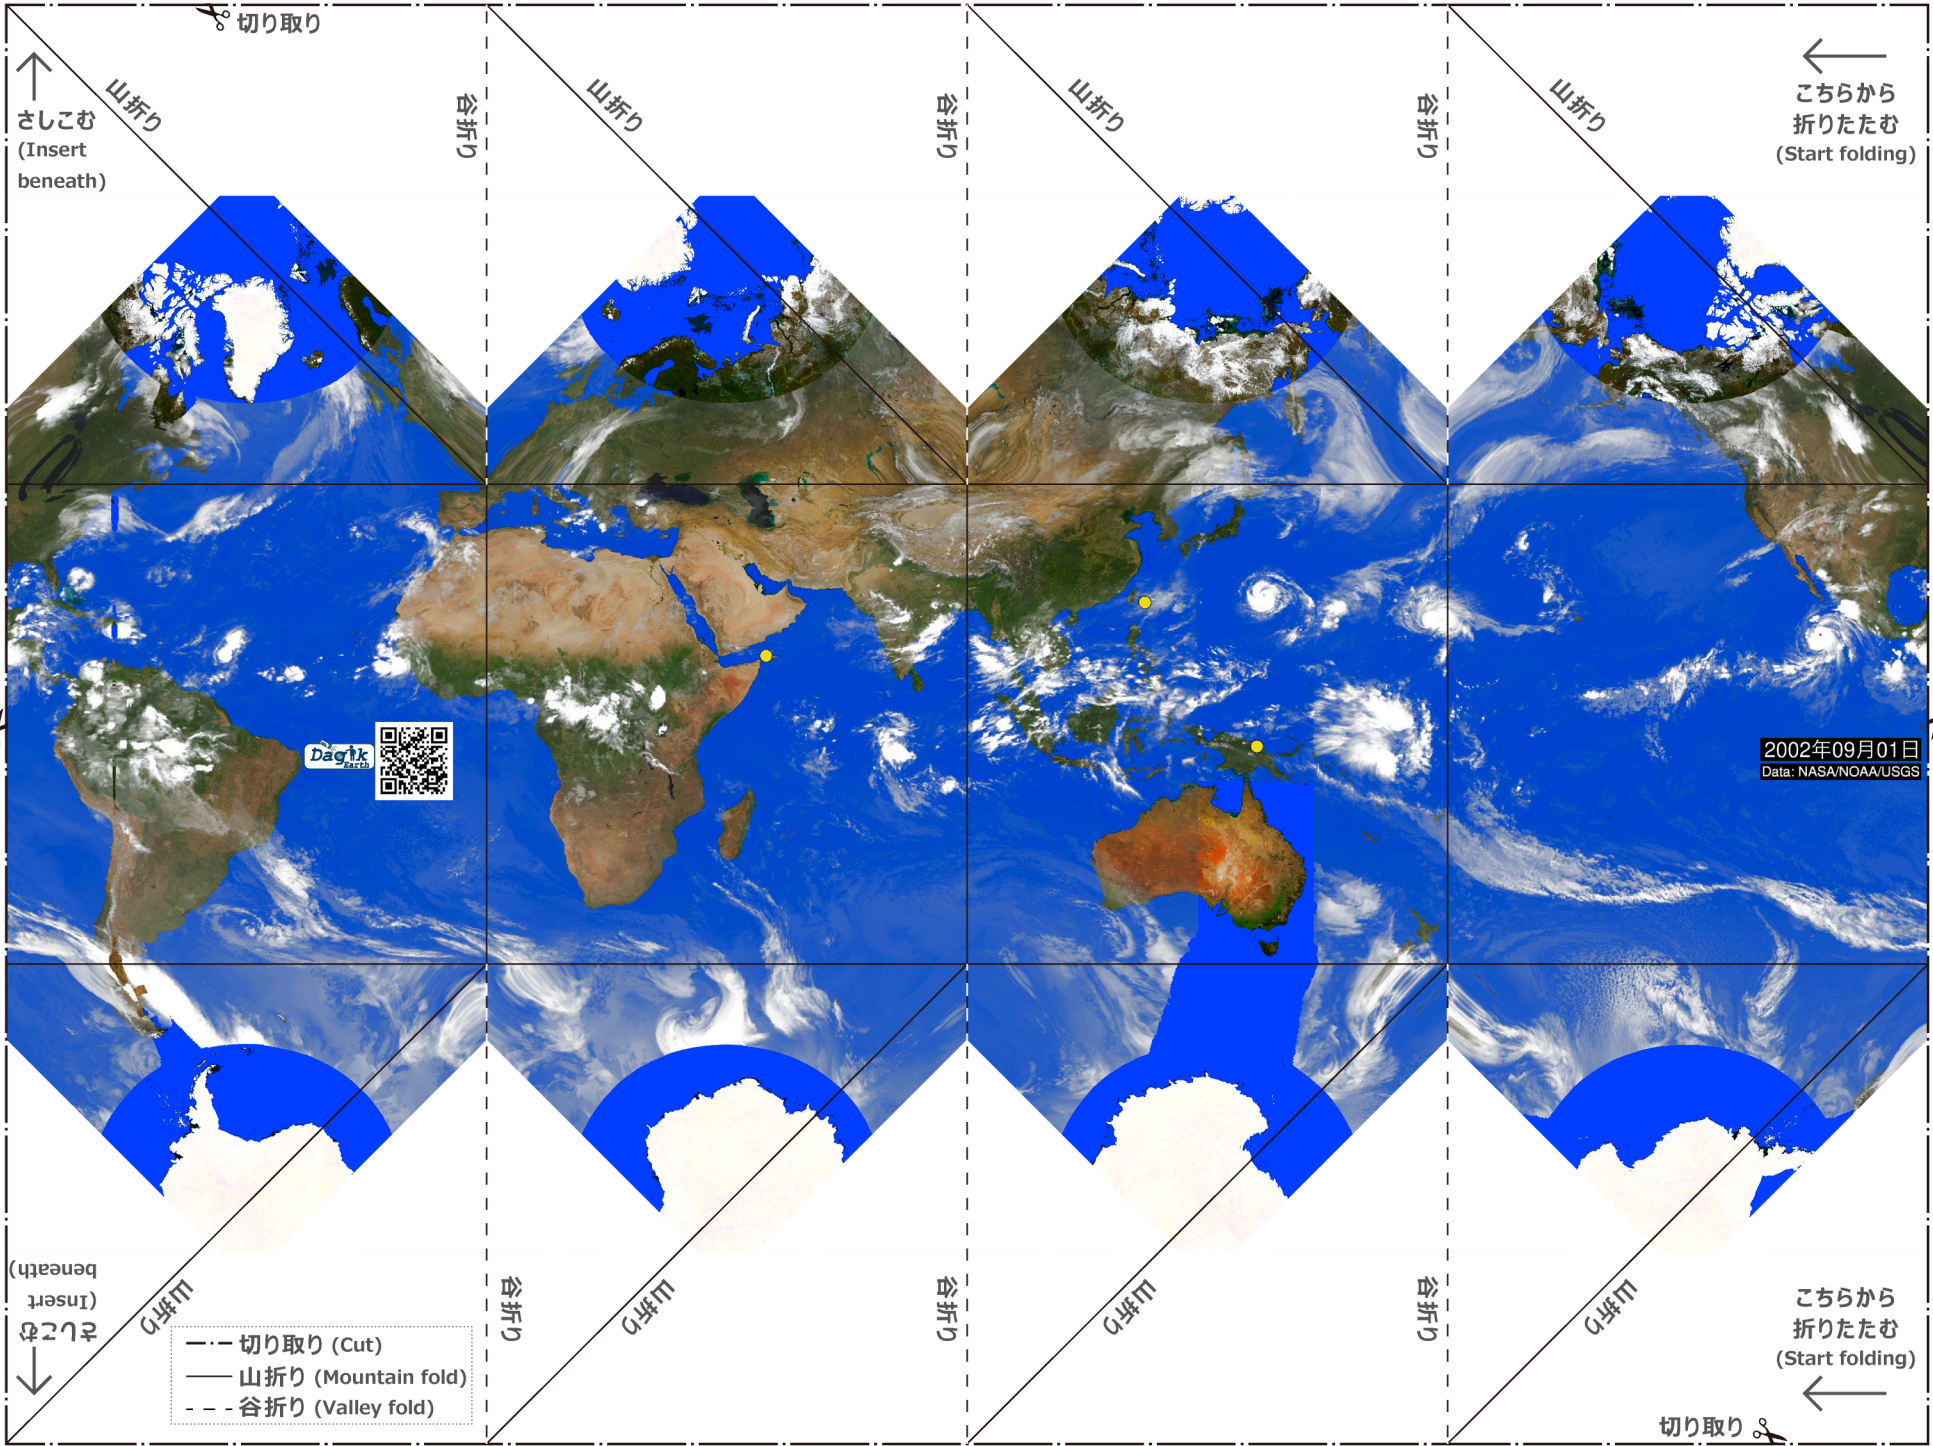 切り取り
山折り
谷折り
山折り
谷折り
山折り
谷折り
山折り
さしこむ
(Insert
beneath)
こちらから
折りたたむ
(Start folding)
Dagik
Earth
2002年09月01日
Data: NASA/NOAA/USGS
さしこむ
(Insert
beneath)
山折り
谷折り
山折り
谷折り
山折り
谷折り
山折り
切り取り (Cut)
山折り (Mountain fold)
谷折り (Valley fold)
こちらから
折りたたむ
(Start folding)
切り取り